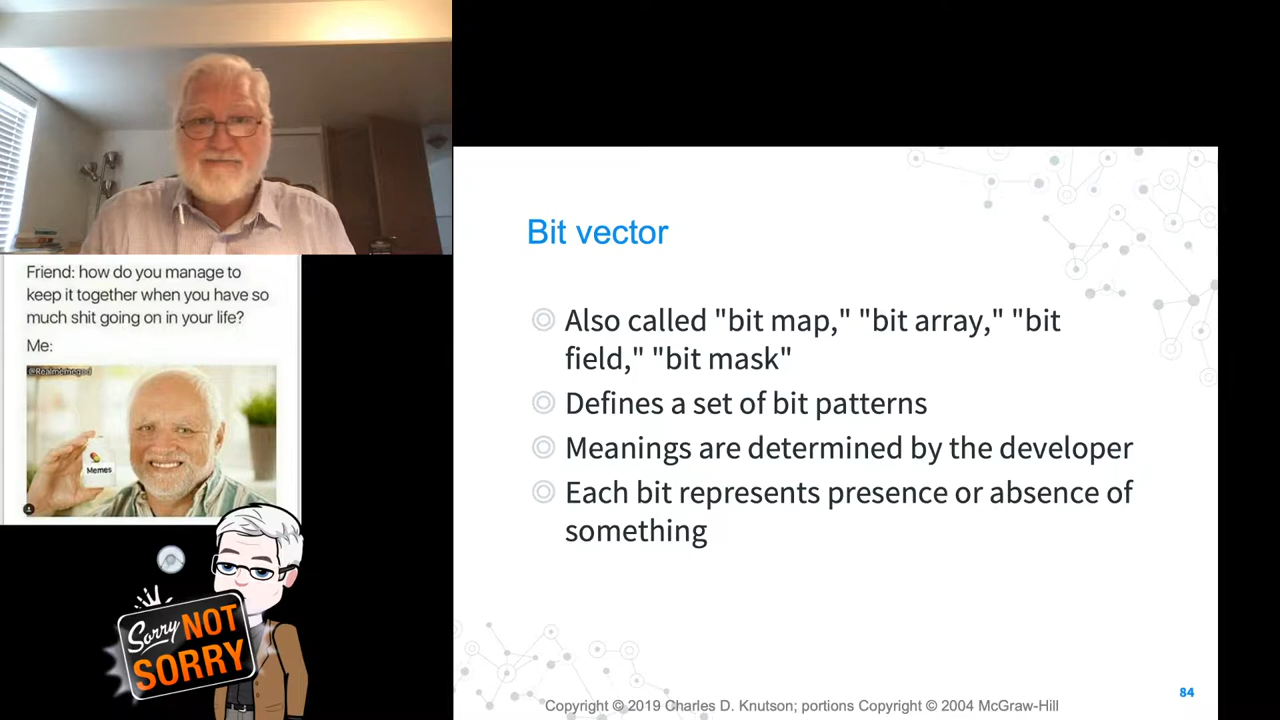 Friend: how do you manage to
keep it together when you have so
much shit going on in your life?
Me:
@Realmemegod
Memes
Sorry NOT
SORRY
Bit vector
Also called "bit map," "bit array," "bit
field," "bit mask"
Defines a set of bit patterns
Meanings are determined by the developer
Each bit represents presence or absence of
something
Copyright © 2019 Charles D. Knutson; portions Copyright © 2004 McGraw-Hill
84